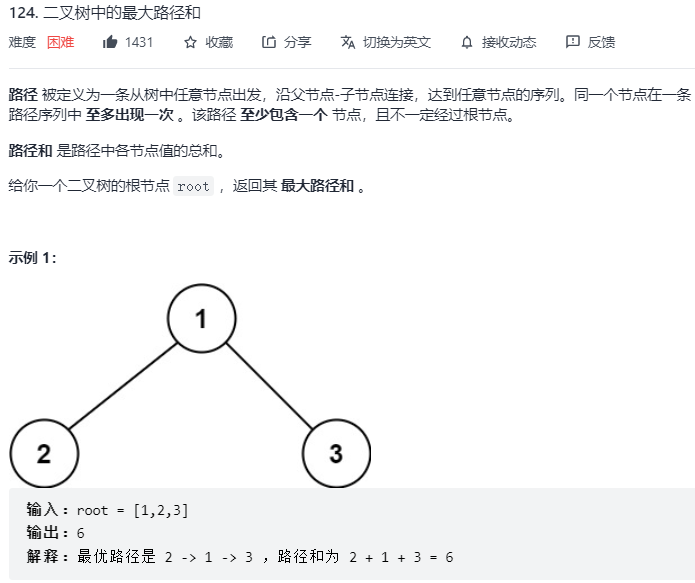 124. 二叉树中的最大路径和
难度 困难 1431 收藏 分享 切换为英文 接收动态 反馈
路径 被定义为一条从树中任意节点出发，沿父节点-子节点连接，达到任意节点的序列。同一个节点在一条
路径序列中 至多出现一次 。该路径 至少包含一个 节点，且不一定经过根节点。
路径和 是路径中各节点值的总和。
给你一个二叉树的根节点 root ，返回其 最大路径和 。
示例 1：
1
2 3
输入：root = [1,2,3]
输出：6
解释：最优路径是 2 -> 1 -> 3 ，路径和为 2 + 1 + 3 = 6